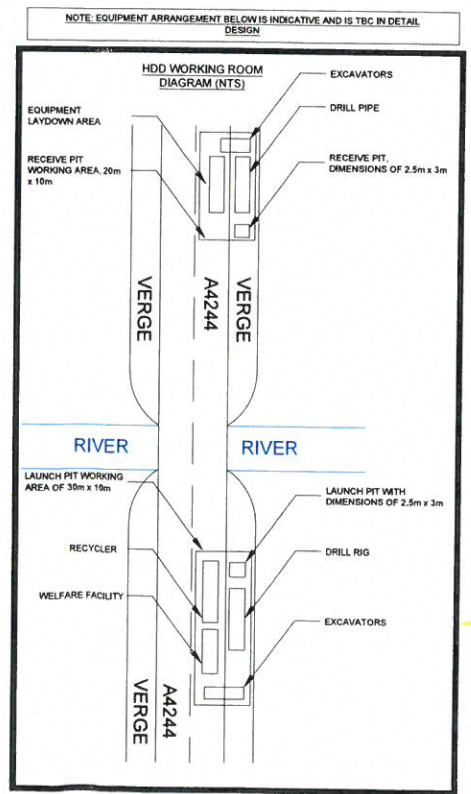 NOTE: EQUIPMENT ARRANGEMENT BELOW IS INDICATIVE AND IS TBC IN DETAIL
DESIGN
HDD WORKING ROOM
DIAGRAM (NTS)
EXCAVATORS
EQUIPMENT
LAYDOWN AREA
DRILL PIPE
RECEIVE PIT
WORKING AREA, 20m
x 10m
RECEIVE PIT,
DIMENSIONS OF 2.5m x 3m
VERGE
A4244
VERGE
RIVER
RIVER
LAUNCH PIT WORKING
AREA OF 30m x 10m
LAUNCH PIT WITH
DIMENSIONS OF 2.5m x 3m
RECYCLER
DRILL RIG
WELFARE FACILITY
EXCAVATORS
VERGE
A4244